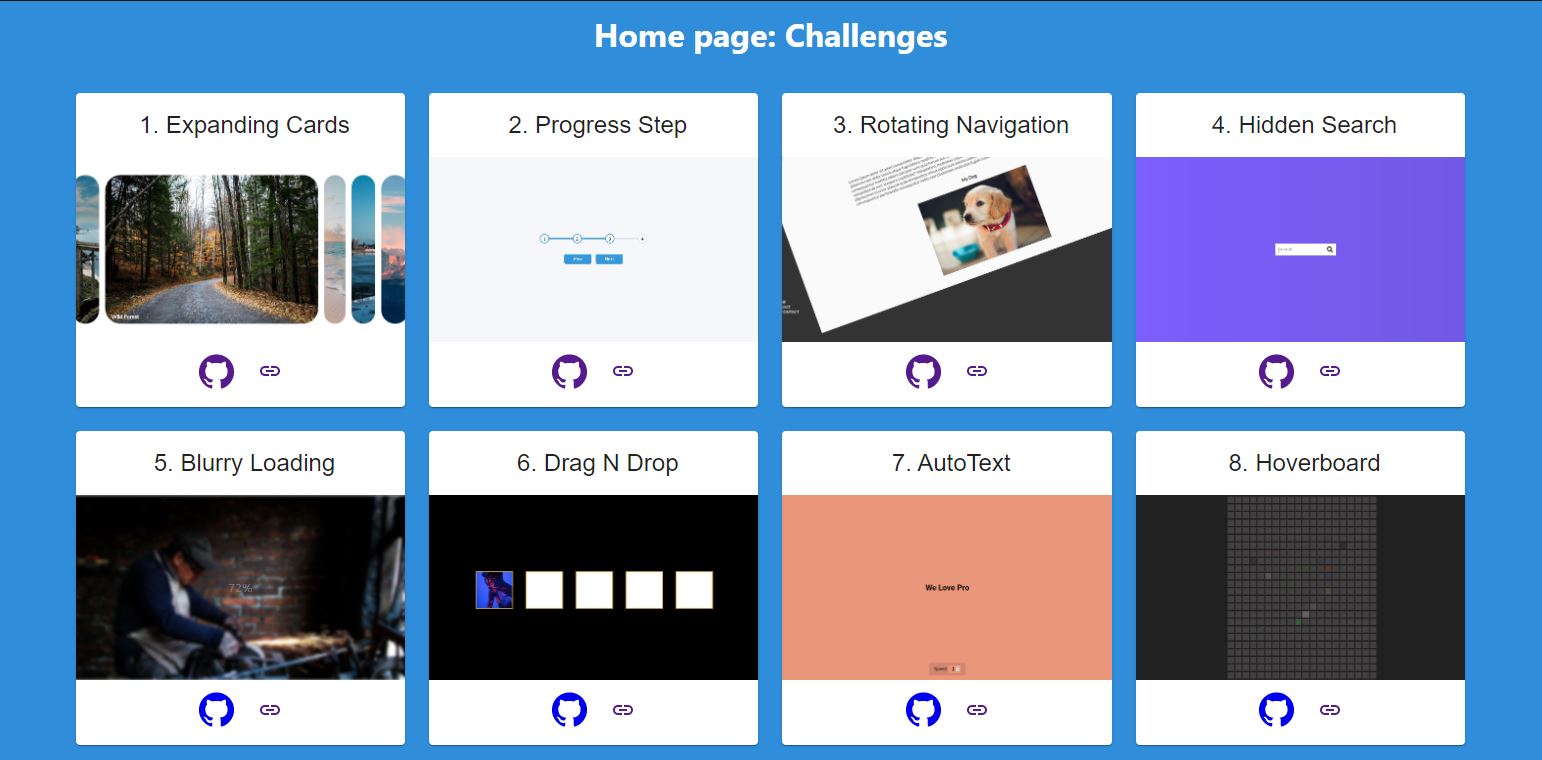 Home page: Challenges
1. Expanding Cards
2. Progress Step
3. Rotating Navigation
4. Hidden Search
Wild Forest
1 2 3 4
Prev Next
My Dog
5. Blurry Loading
6. Drag N Drop
7. AutoText
8. Hoverboard
72%
We Love Pro
Speed: